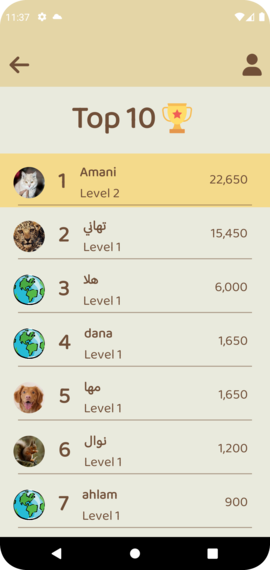 11:37
Top 10
1
Amani
Level 2
22,650
2
تهاني
Level 1
15,450
3
هلا
Level 1
6,000
4
dana
Level 1
1,650
5
مها
Level 1
1,650
6
نوال
Level 1
1,200
7
ahlam
Level 1
900